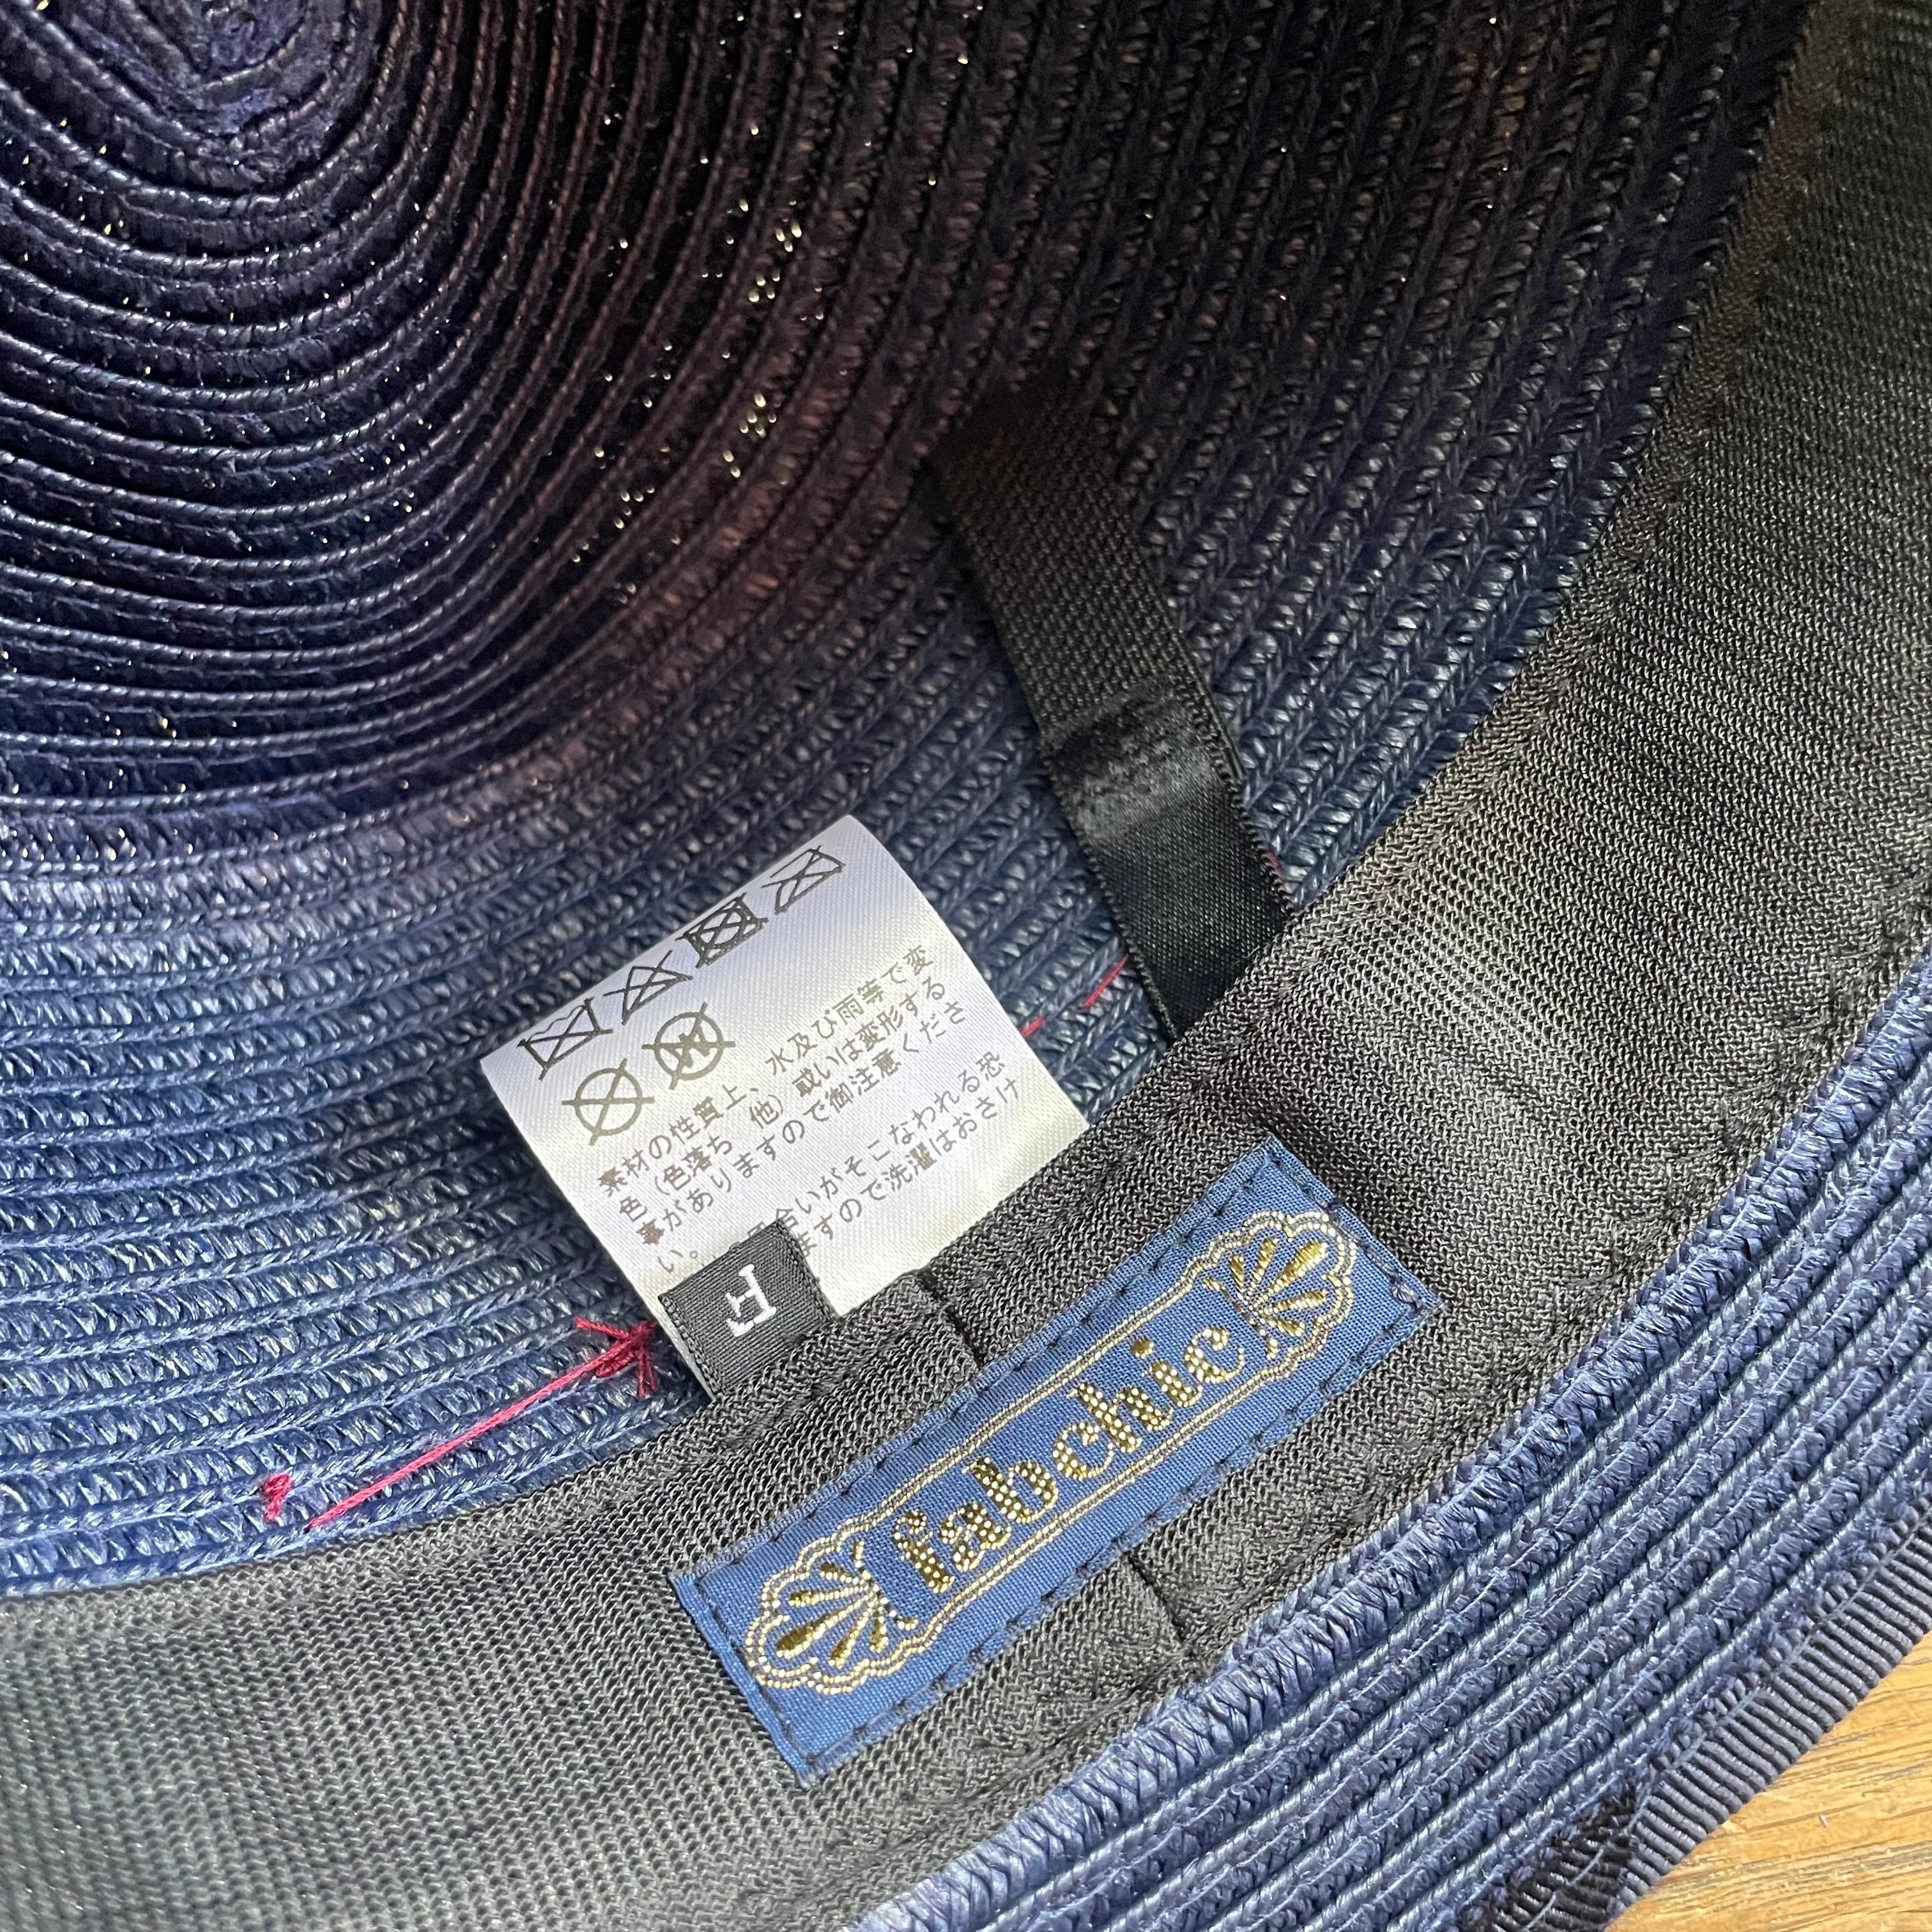 素材の性質上、水及び雨等で変
色（色落ち、他）或いは変形する
事がありますので御注意くださ
い。
合いがそこなわれる恐
ますので洗濯はおさけ
F
fab chic